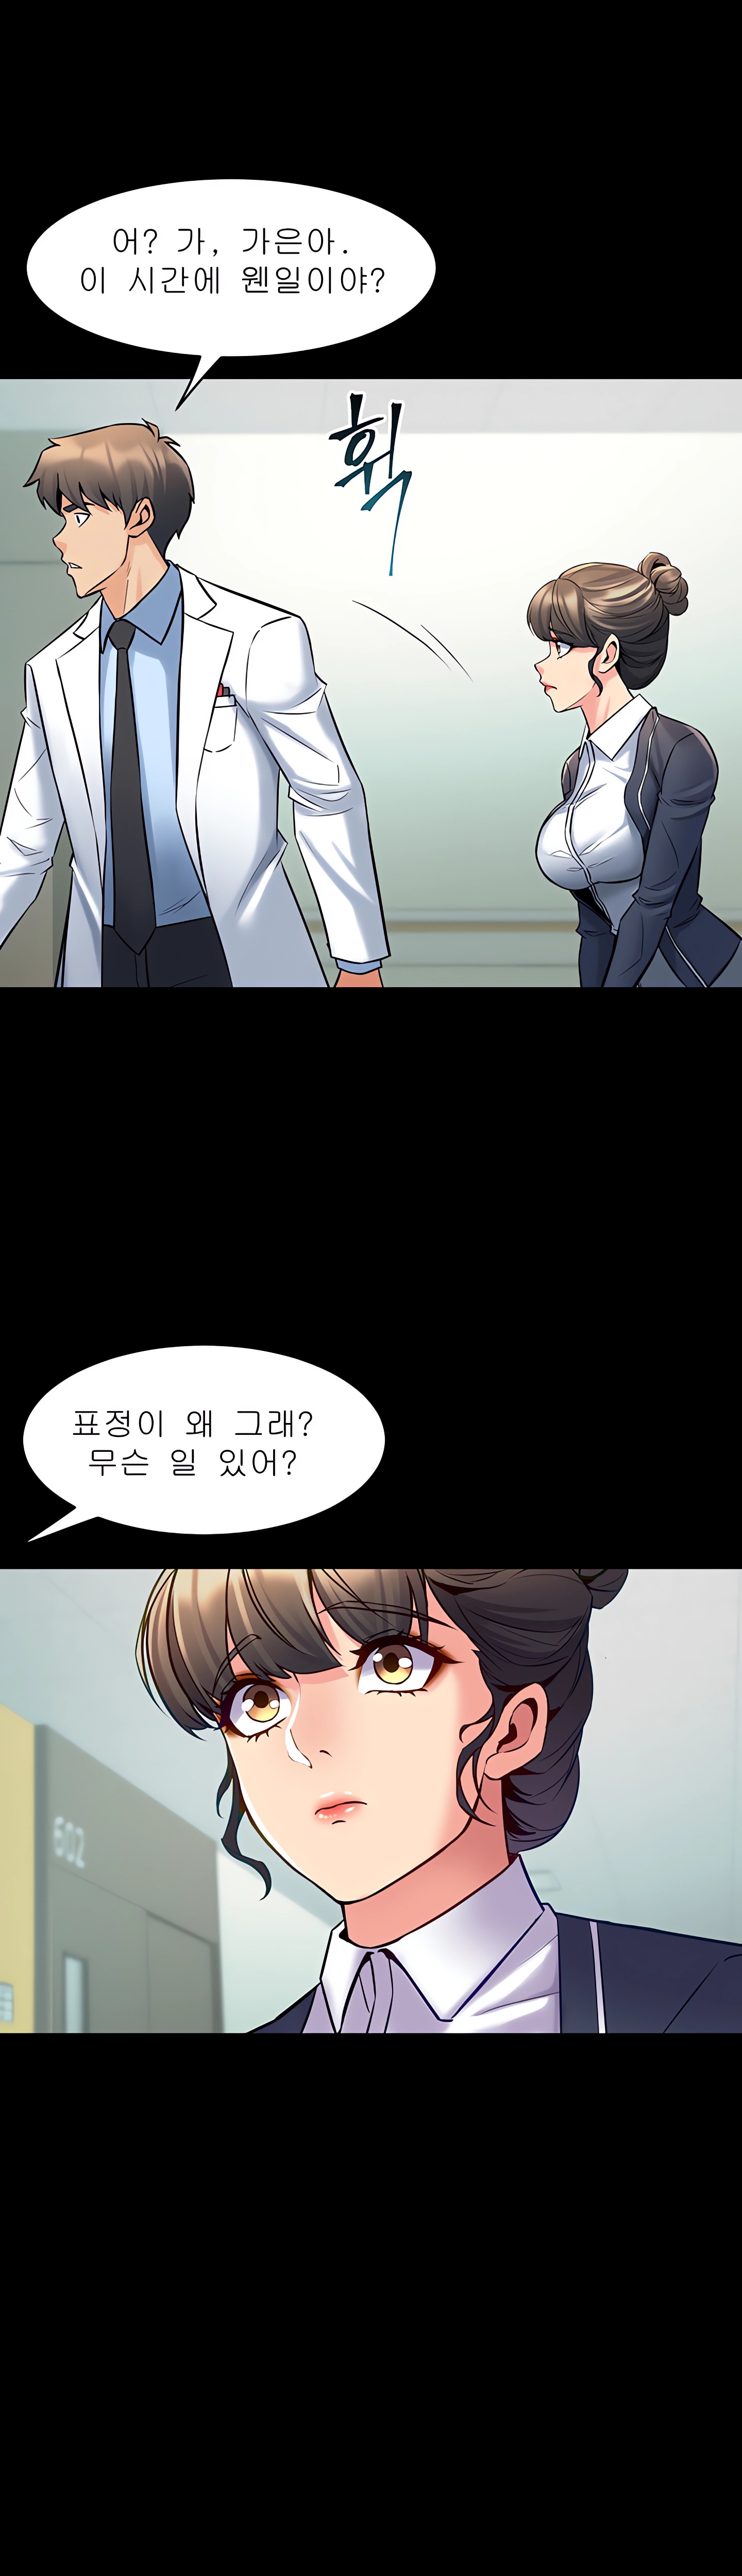 어? 가, 가은아.
이 시간에 웬일이야?
휙
표정이 왜 그래?
무슨 일 있어?
602